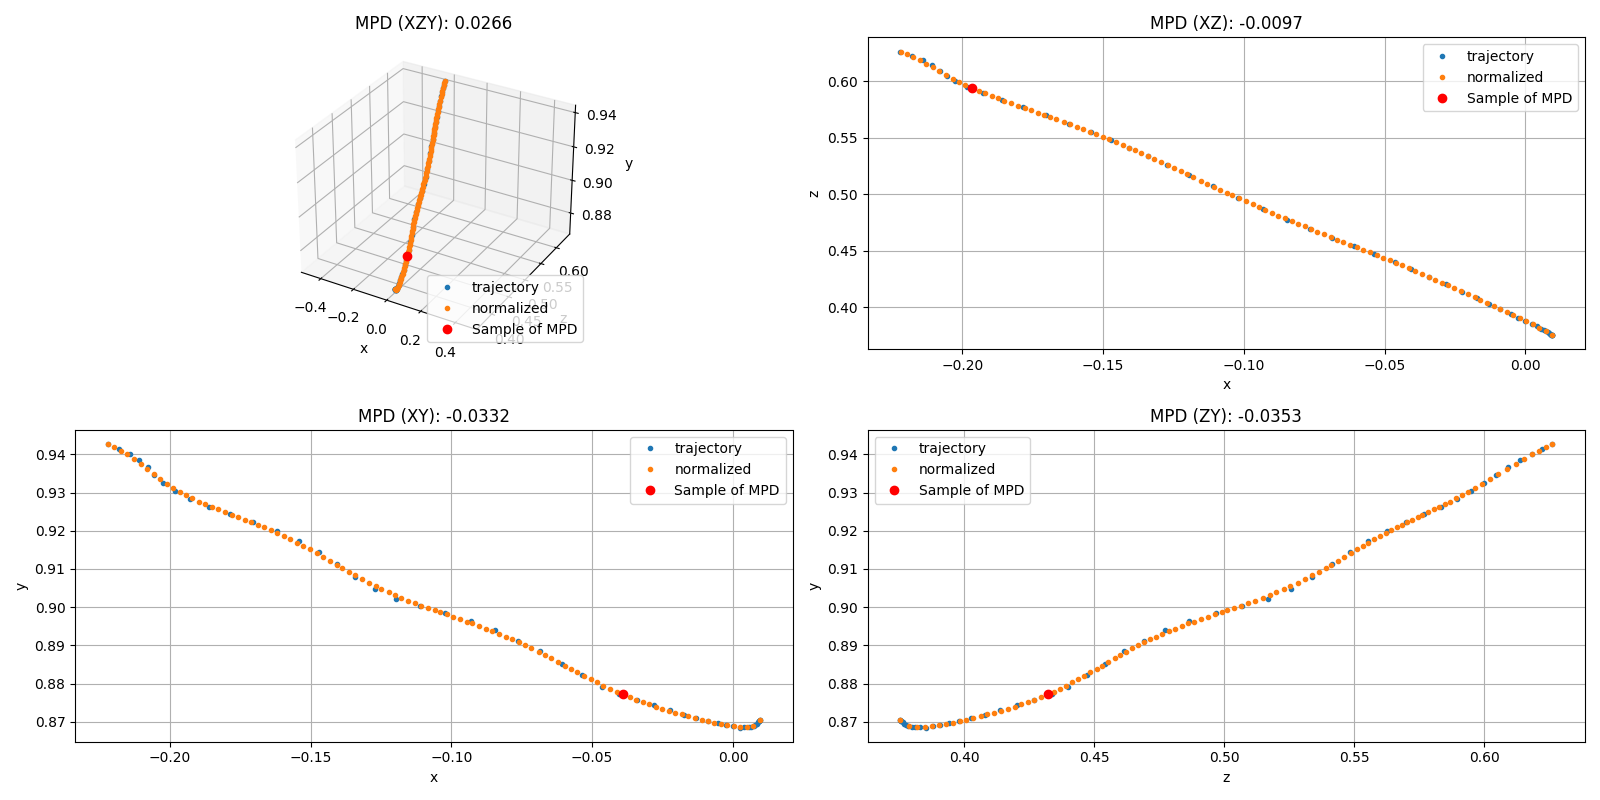 MPD (XZY): 0.0266
0.94
0.92
0.90
0.88
y
0.60
0.55
0.50
0.45
0.40
z
−0.4
−0.2
0.0
0.2
0.4
x
trajectory
normalized
Sample of MPD
MPD (XZ): -0.0097
0.60
0.55
0.50
0.45
0.40
z
−0.20 −0.15 −0.10 −0.05 0.00
x
trajectory
normalized
Sample of MPD
MPD (XY): -0.0332
0.94
0.93
0.92
0.91
0.90
0.89
0.88
0.87
y
−0.20 −0.15 −0.10 −0.05 0.00
x
trajectory
normalized
Sample of MPD
MPD (ZY): -0.0353
0.94
0.93
0.92
0.91
0.90
0.89
0.88
0.87
y
0.40 0.45 0.50 0.55 0.60
z
trajectory
normalized
Sample of MPD